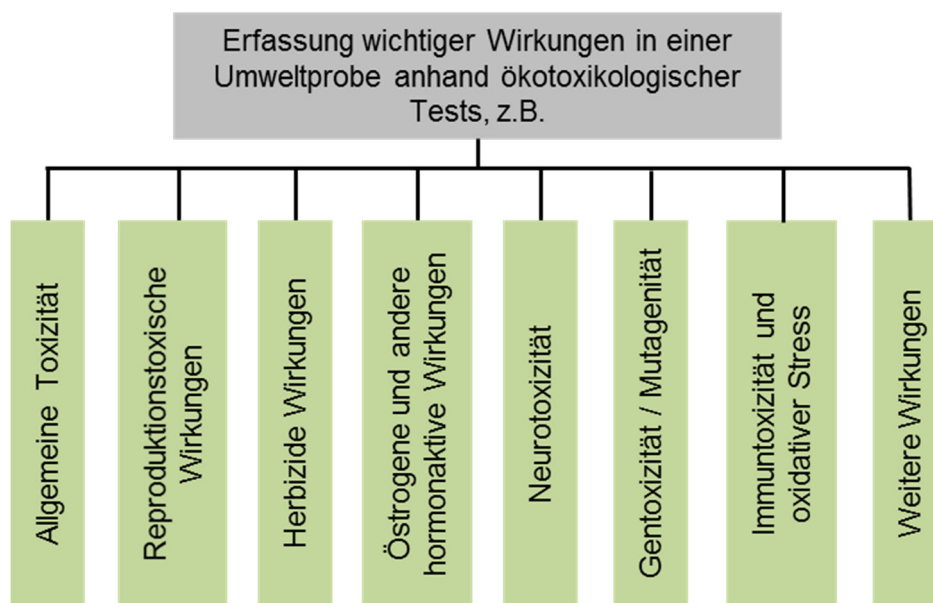 Erfassung wichtiger Wirkungen in einer
Umweltprobe anhand ökotoxikologischer
Tests, z.B.
Allgemeine Toxizität
Reproduktionstoxische
Wirkungen
Herbizide Wirkungen
Östrogene und andere
hormonaktive Wirkungen
Neurotoxizität
Gentoxizität / Mutagenität
Immuntoxizität und
oxidativer Stress
Weitere Wirkungen